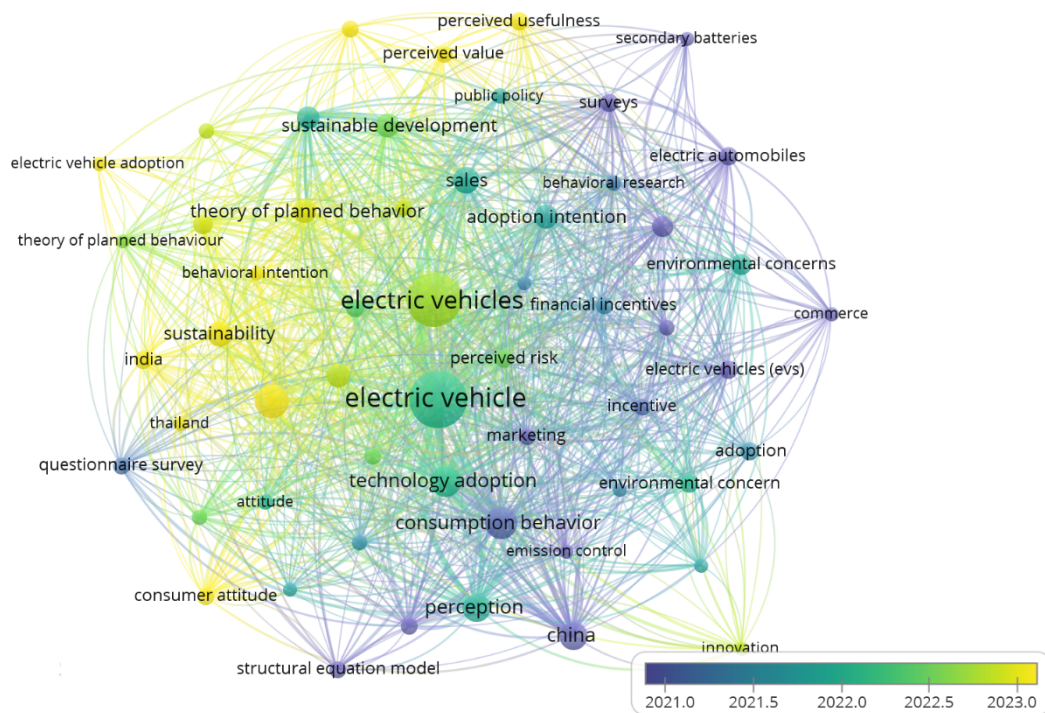 perceived usefulness
secondary batteries
perceived value
public policy
surveys
sustainable development
electric automobiles
electric vehicle adoption
sales
behavioral research
theory of planned behavior
adoption intention
theory of planned behaviour
environmental concerns
behavioral intention
electric vehicles
financial incentives
commerce
sustainability
india
perceived risk
electric vehicles (evs)
electric vehicle
incentive
thailand
marketing
adoption
questionnaire survey
technology adoption
environmental concern
attitude
consumption behavior
emission control
consumer attitude
perception
china
innovation
structural equation model
2021.0 2021.5 2022.0 2022.5 2023.0